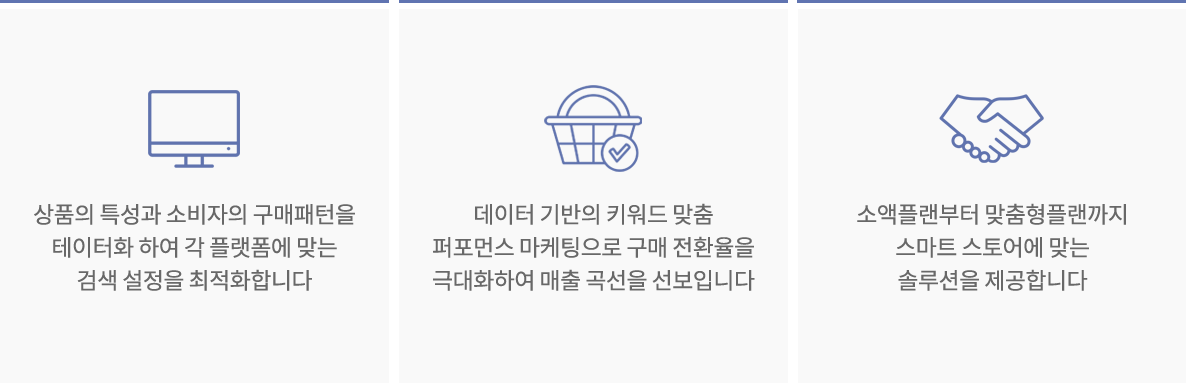 상품의 특성과 소비자의 구매패턴을
테이터화 하여 각 플랫폼에 맞는
검색 설정을 최적화합니다
데이터 기반의 키워드 맞춤
퍼포먼스 마케팅으로 구매 전환율을
극대화하여 매출 곡선을 선보입니다
소액플랜부터 맞춤형플랜까지
스마트 스토어에 맞는
솔루션을 제공합니다